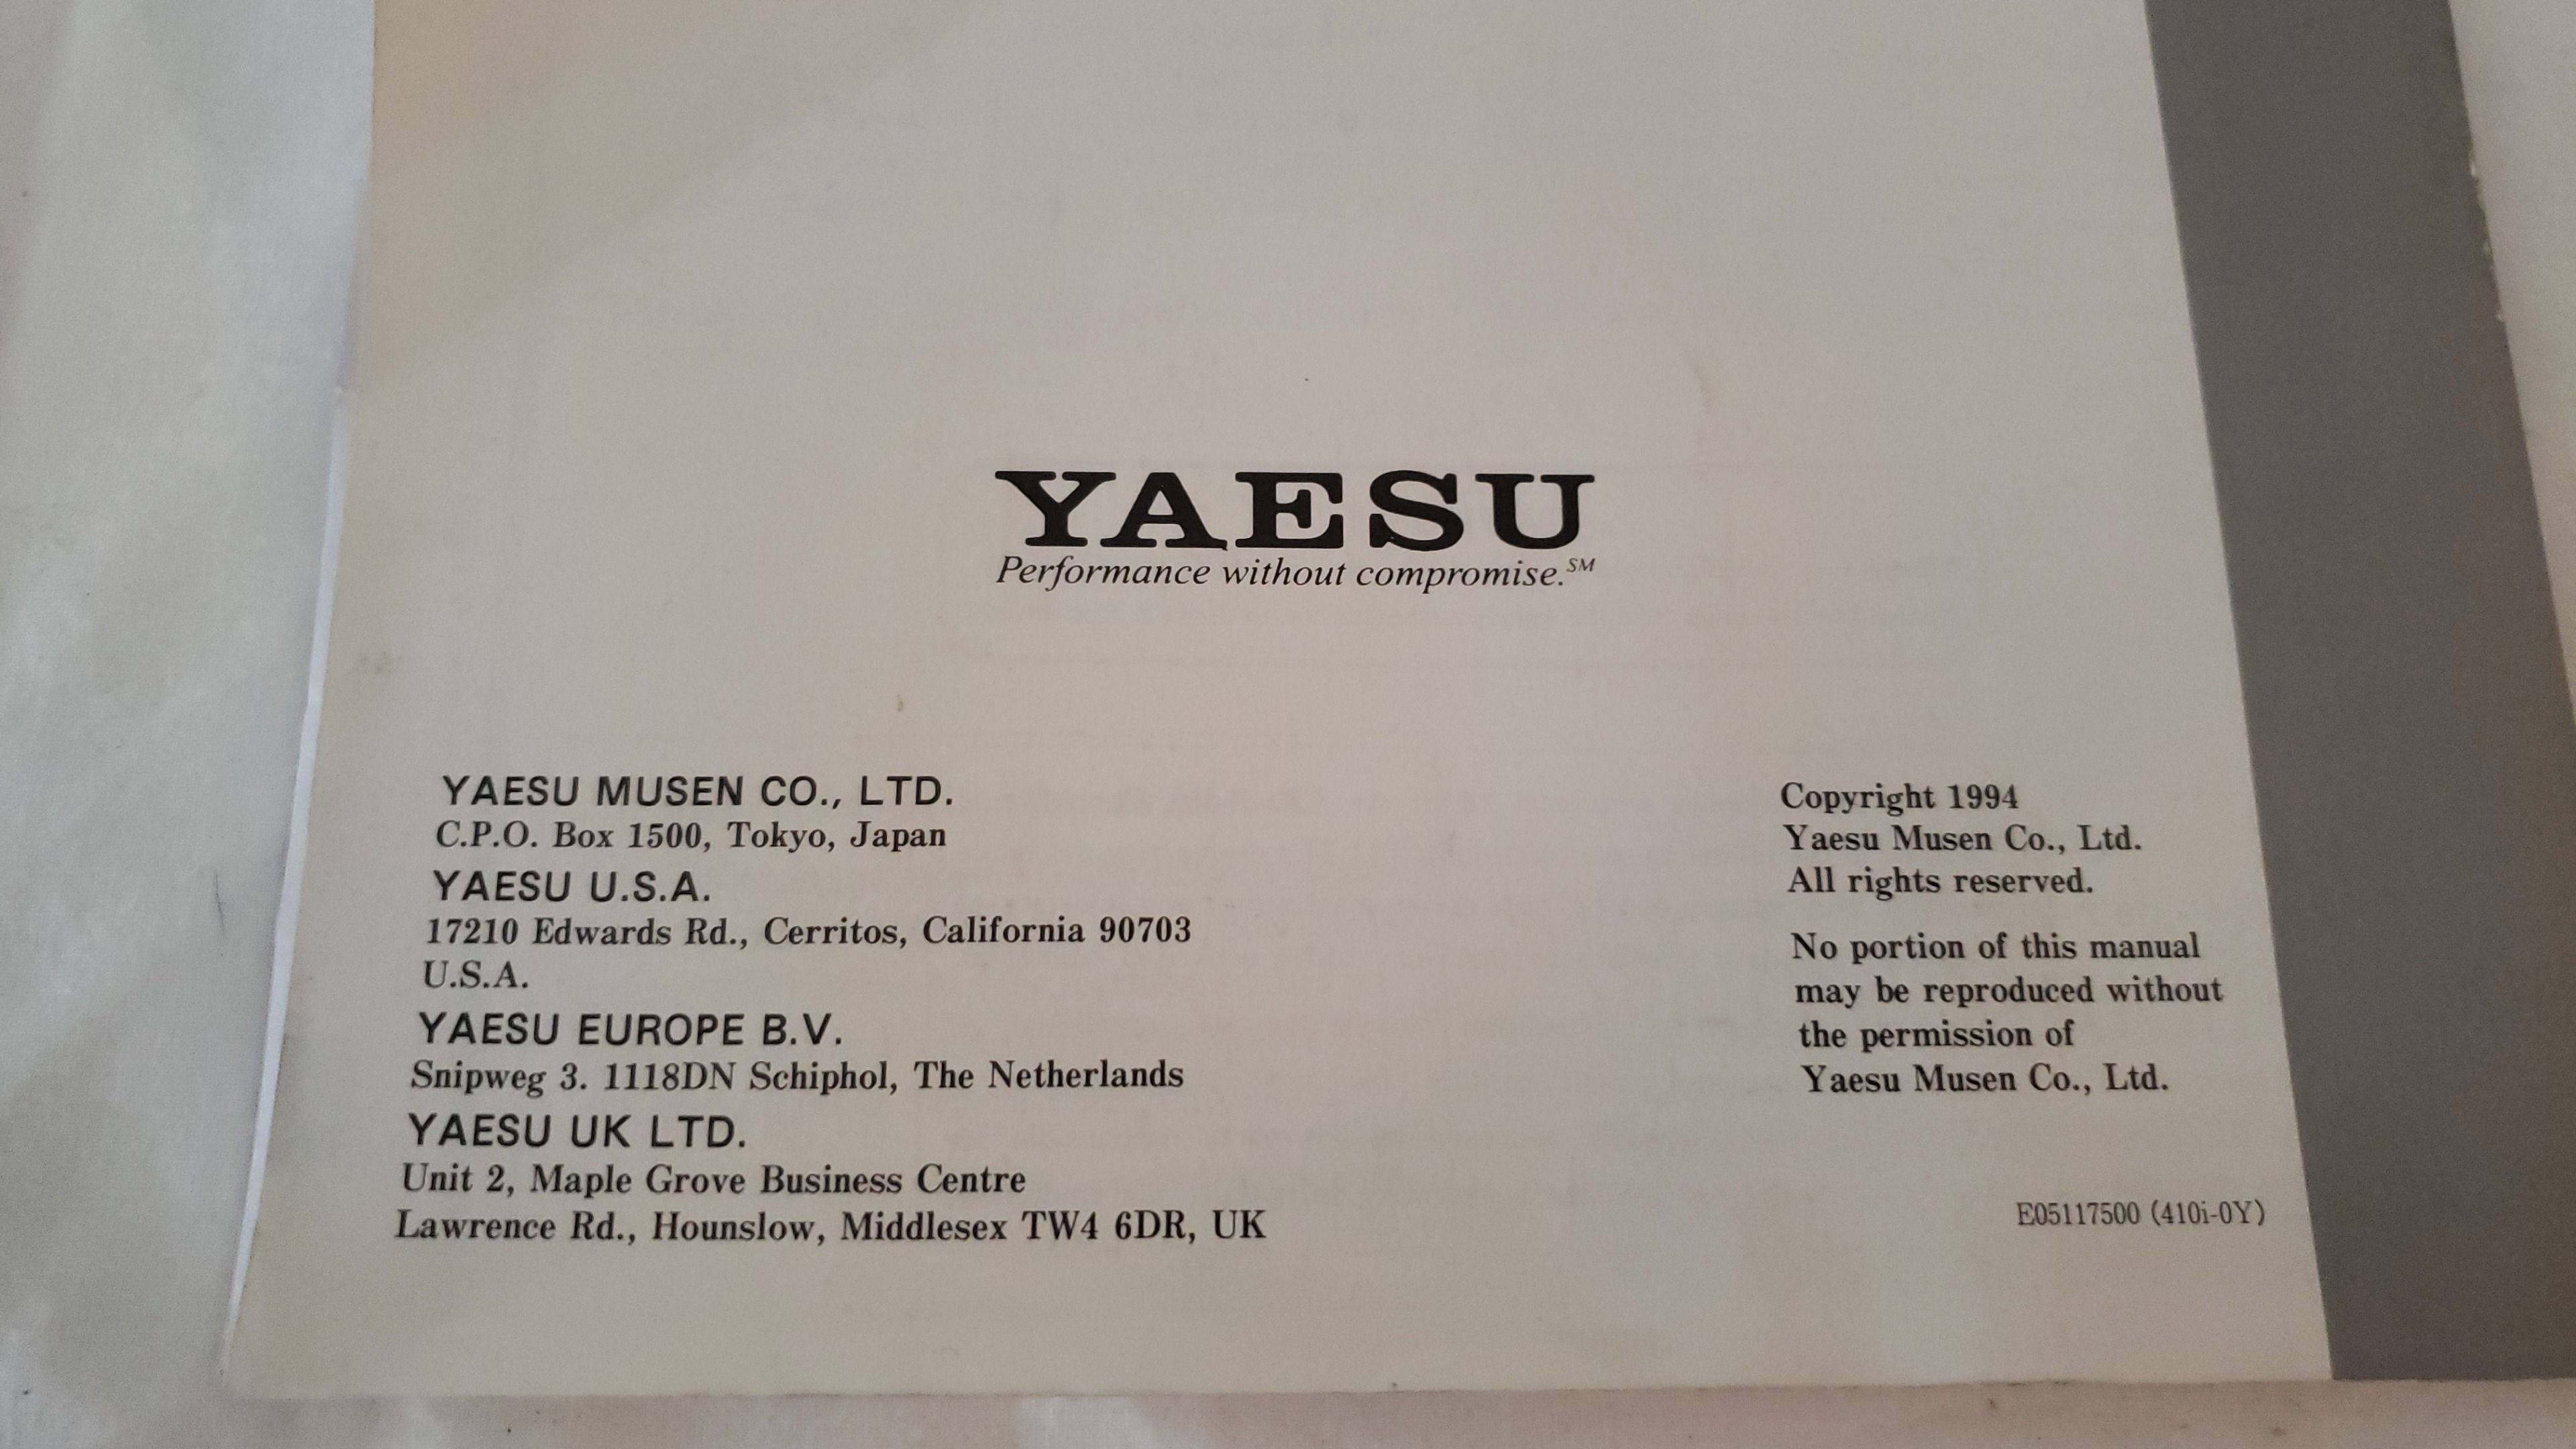 YAESU
Performance without compromise.℠
YAESU MUSEN CO., LTD.
C.P.O. Box 1500, Tokyo, Japan
YAESU U.S.A.
17210 Edwards Rd., Cerritos, California 90703
U.S.A.
YAESU EUROPE B.V.
Snipweg 3. 1118DN Schiphol, The Netherlands
YAESU UK LTD.
Unit 2, Maple Grove Business Centre
Lawrence Rd., Hounslow, Middlesex TW4 6DR, UK
Copyright 1994
Yaesu Musen Co., Ltd.
All rights reserved.
No portion of this manual
may be reproduced without
the permission of
Yaesu Musen Co., Ltd.
E05117500 (410i-0Y)